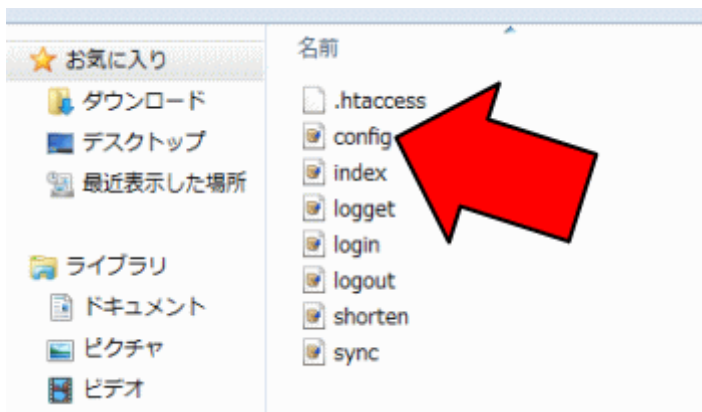 お気に入り
ダウンロード
デスクトップ
最近表示した場所
ライブラリ
ドキュメント
ピクチャ
ビデオ
名前
.htaccess
config
index
logget
login
logout
shorten
sync